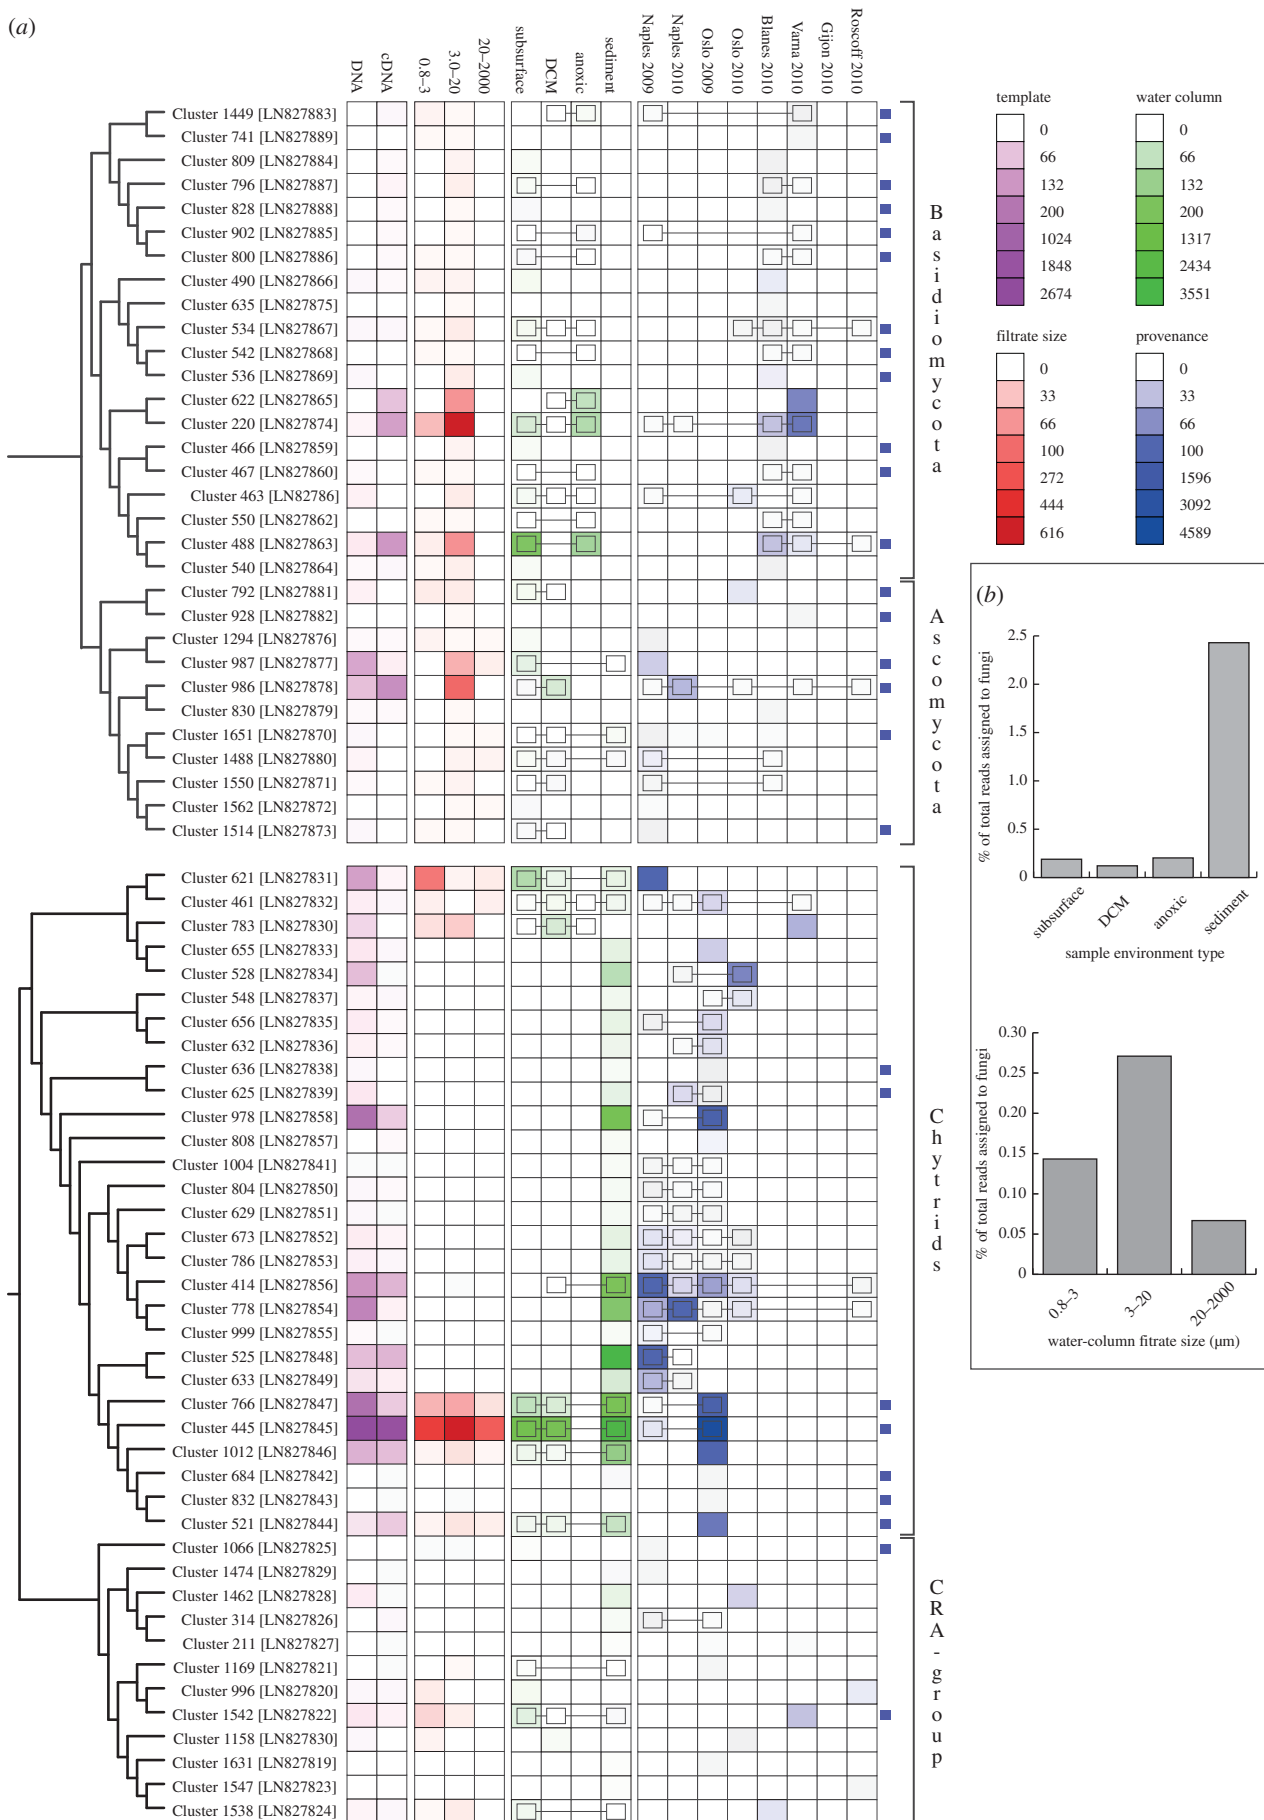 (a)
DNA
cDNA
0.8–3
3.0–20
20–2000
subsurface
DCM
anoxic
sediment
Naples 2009
Naples 2010
Oslo 2009
Oslo 2010
Blanes 2010
Varna 2010
Gijon 2010
Roscoff 2010
Cluster 1449 [LN827883]
Cluster 741 [LN827889]
Cluster 809 [LN827884]
Cluster 796 [LN827887]
Cluster 828 [LN827888]
Cluster 902 [LN827885]
Cluster 800 [LN827886]
Cluster 490 [LN827866]
Cluster 635 [LN827875]
Cluster 534 [LN827867]
Cluster 542 [LN827868]
Cluster 536 [LN827869]
Cluster 622 [LN827865]
Cluster 220 [LN827874]
Cluster 466 [LN827859]
Cluster 467 [LN827860]
Cluster 463 [LN82786]
Cluster 550 [LN827862]
Cluster 488 [LN827863]
Cluster 540 [LN827864]
Basidiomycota
Cluster 792 [LN827881]
Cluster 928 [LN827882]
Cluster 1294 [LN827876]
Cluster 987 [LN827877]
Cluster 986 [LN827878]
Cluster 830 [LN827879]
Cluster 1651 [LN827870]
Cluster 1488 [LN827880]
Cluster 1550 [LN827871]
Cluster 1562 [LN827872]
Cluster 1514 [LN827873]
Ascomycota
Cluster 621 [LN827831]
Cluster 461 [LN827832]
Cluster 783 [LN827830]
Cluster 655 [LN827833]
Cluster 528 [LN827834]
Cluster 548 [LN827837]
Cluster 656 [LN827835]
Cluster 632 [LN827836]
Cluster 636 [LN827838]
Cluster 625 [LN827839]
Cluster 978 [LN827858]
Cluster 808 [LN827857]
Cluster 1004 [LN827841]
Cluster 804 [LN827850]
Cluster 629 [LN827851]
Cluster 673 [LN827852]
Cluster 786 [LN827853]
Cluster 414 [LN827856]
Cluster 778 [LN827854]
Cluster 999 [LN827855]
Cluster 525 [LN827848]
Cluster 633 [LN827849]
Cluster 766 [LN827847]
Cluster 445 [LN827845]
Cluster 1012 [LN827846]
Cluster 684 [LN827842]
Cluster 832 [LN827843]
Cluster 521 [LN827844]
Chytrids
Cluster 1066 [LN827825]
Cluster 1474 [LN827829]
Cluster 1462 [LN827828]
Cluster 314 [LN827826]
Cluster 211 [LN827827]
Cluster 1169 [LN827821]
Cluster 996 [LN827820]
Cluster 1542 [LN827822]
Cluster 1158 [LN827830]
Cluster 1631 [LN827819]
Cluster 1547 [LN827823]
Cluster 1538 [LN827824]
CRA-group
template
0
66
132
200
1024
1848
2674
water column
0
66
132
200
1317
2434
3551
filtrate size
0
33
66
100
272
444
616
provenance
0
33
66
100
1596
3092
4589
(b)
% of total reads assigned to fungi
2.5
2.0
1.5
1.0
0.5
0
subsurface
DCM
anoxic
sediment
sample environment type
% of total reads assigned to fungi
0.30
0.25
0.20
0.15
0.10
0.05
0
0.8–3
3–20
20–2000
water-column fitrate size (µm)